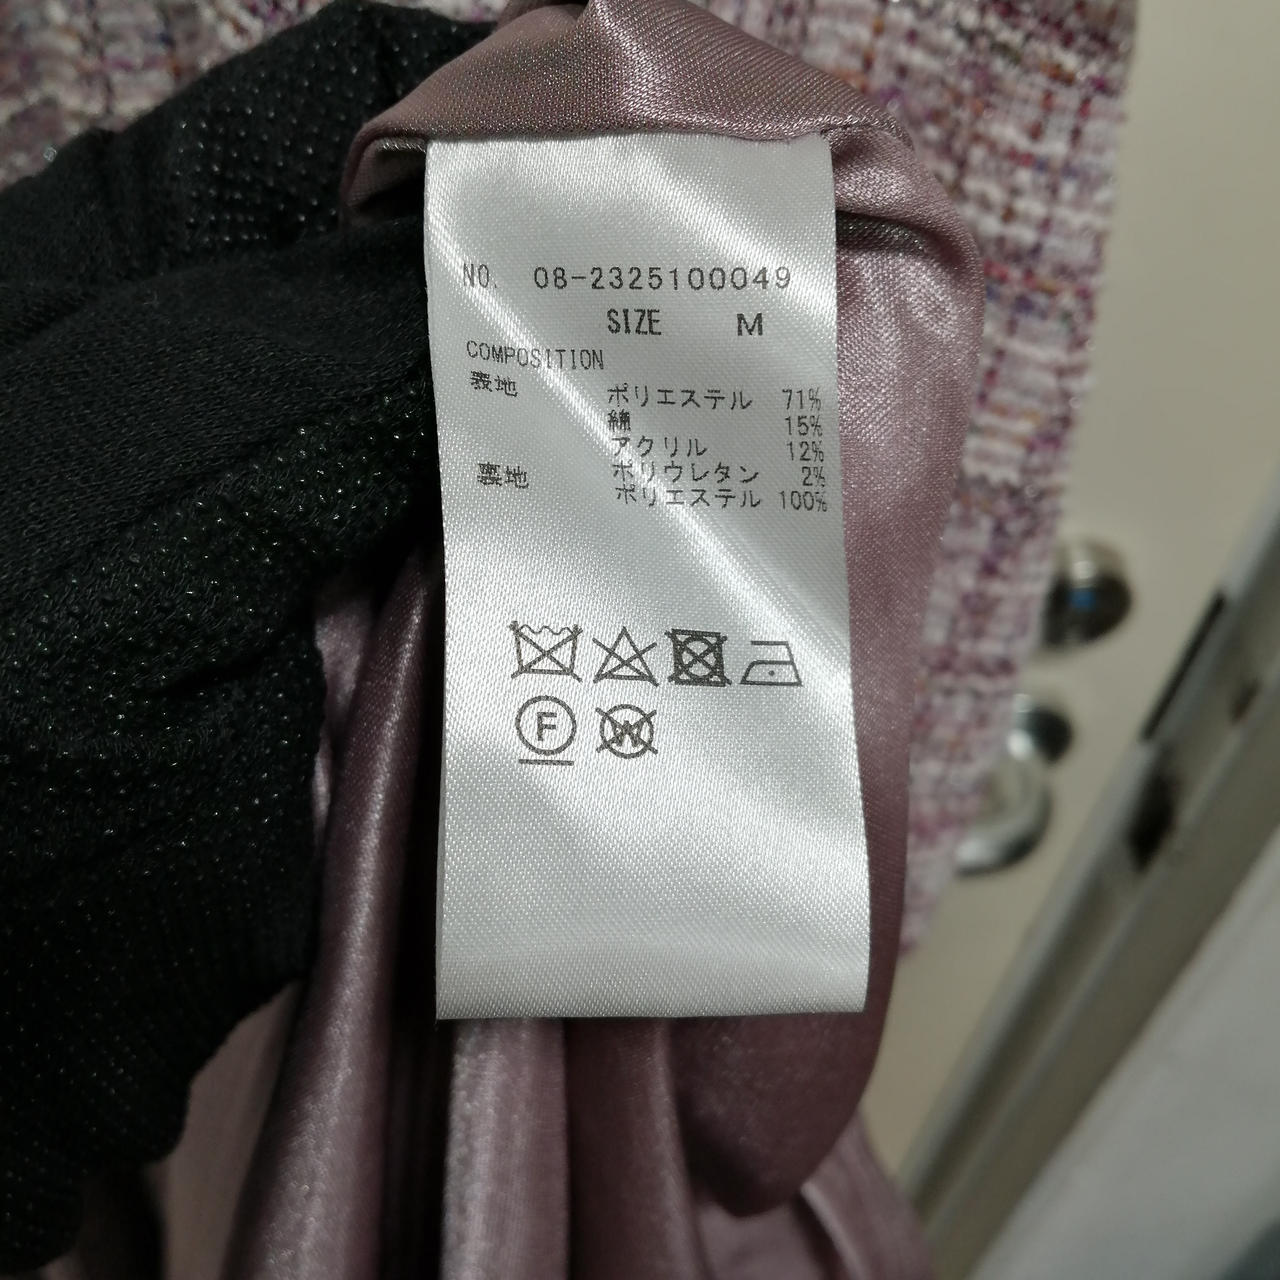 NO. 08-2325100049
SIZE M
COMPOSITION
表地 ポリエステル 71%
綿 15%
アクリル 12%
ポリウレタン 2%
裏地 ポリエステル 100%
F
W